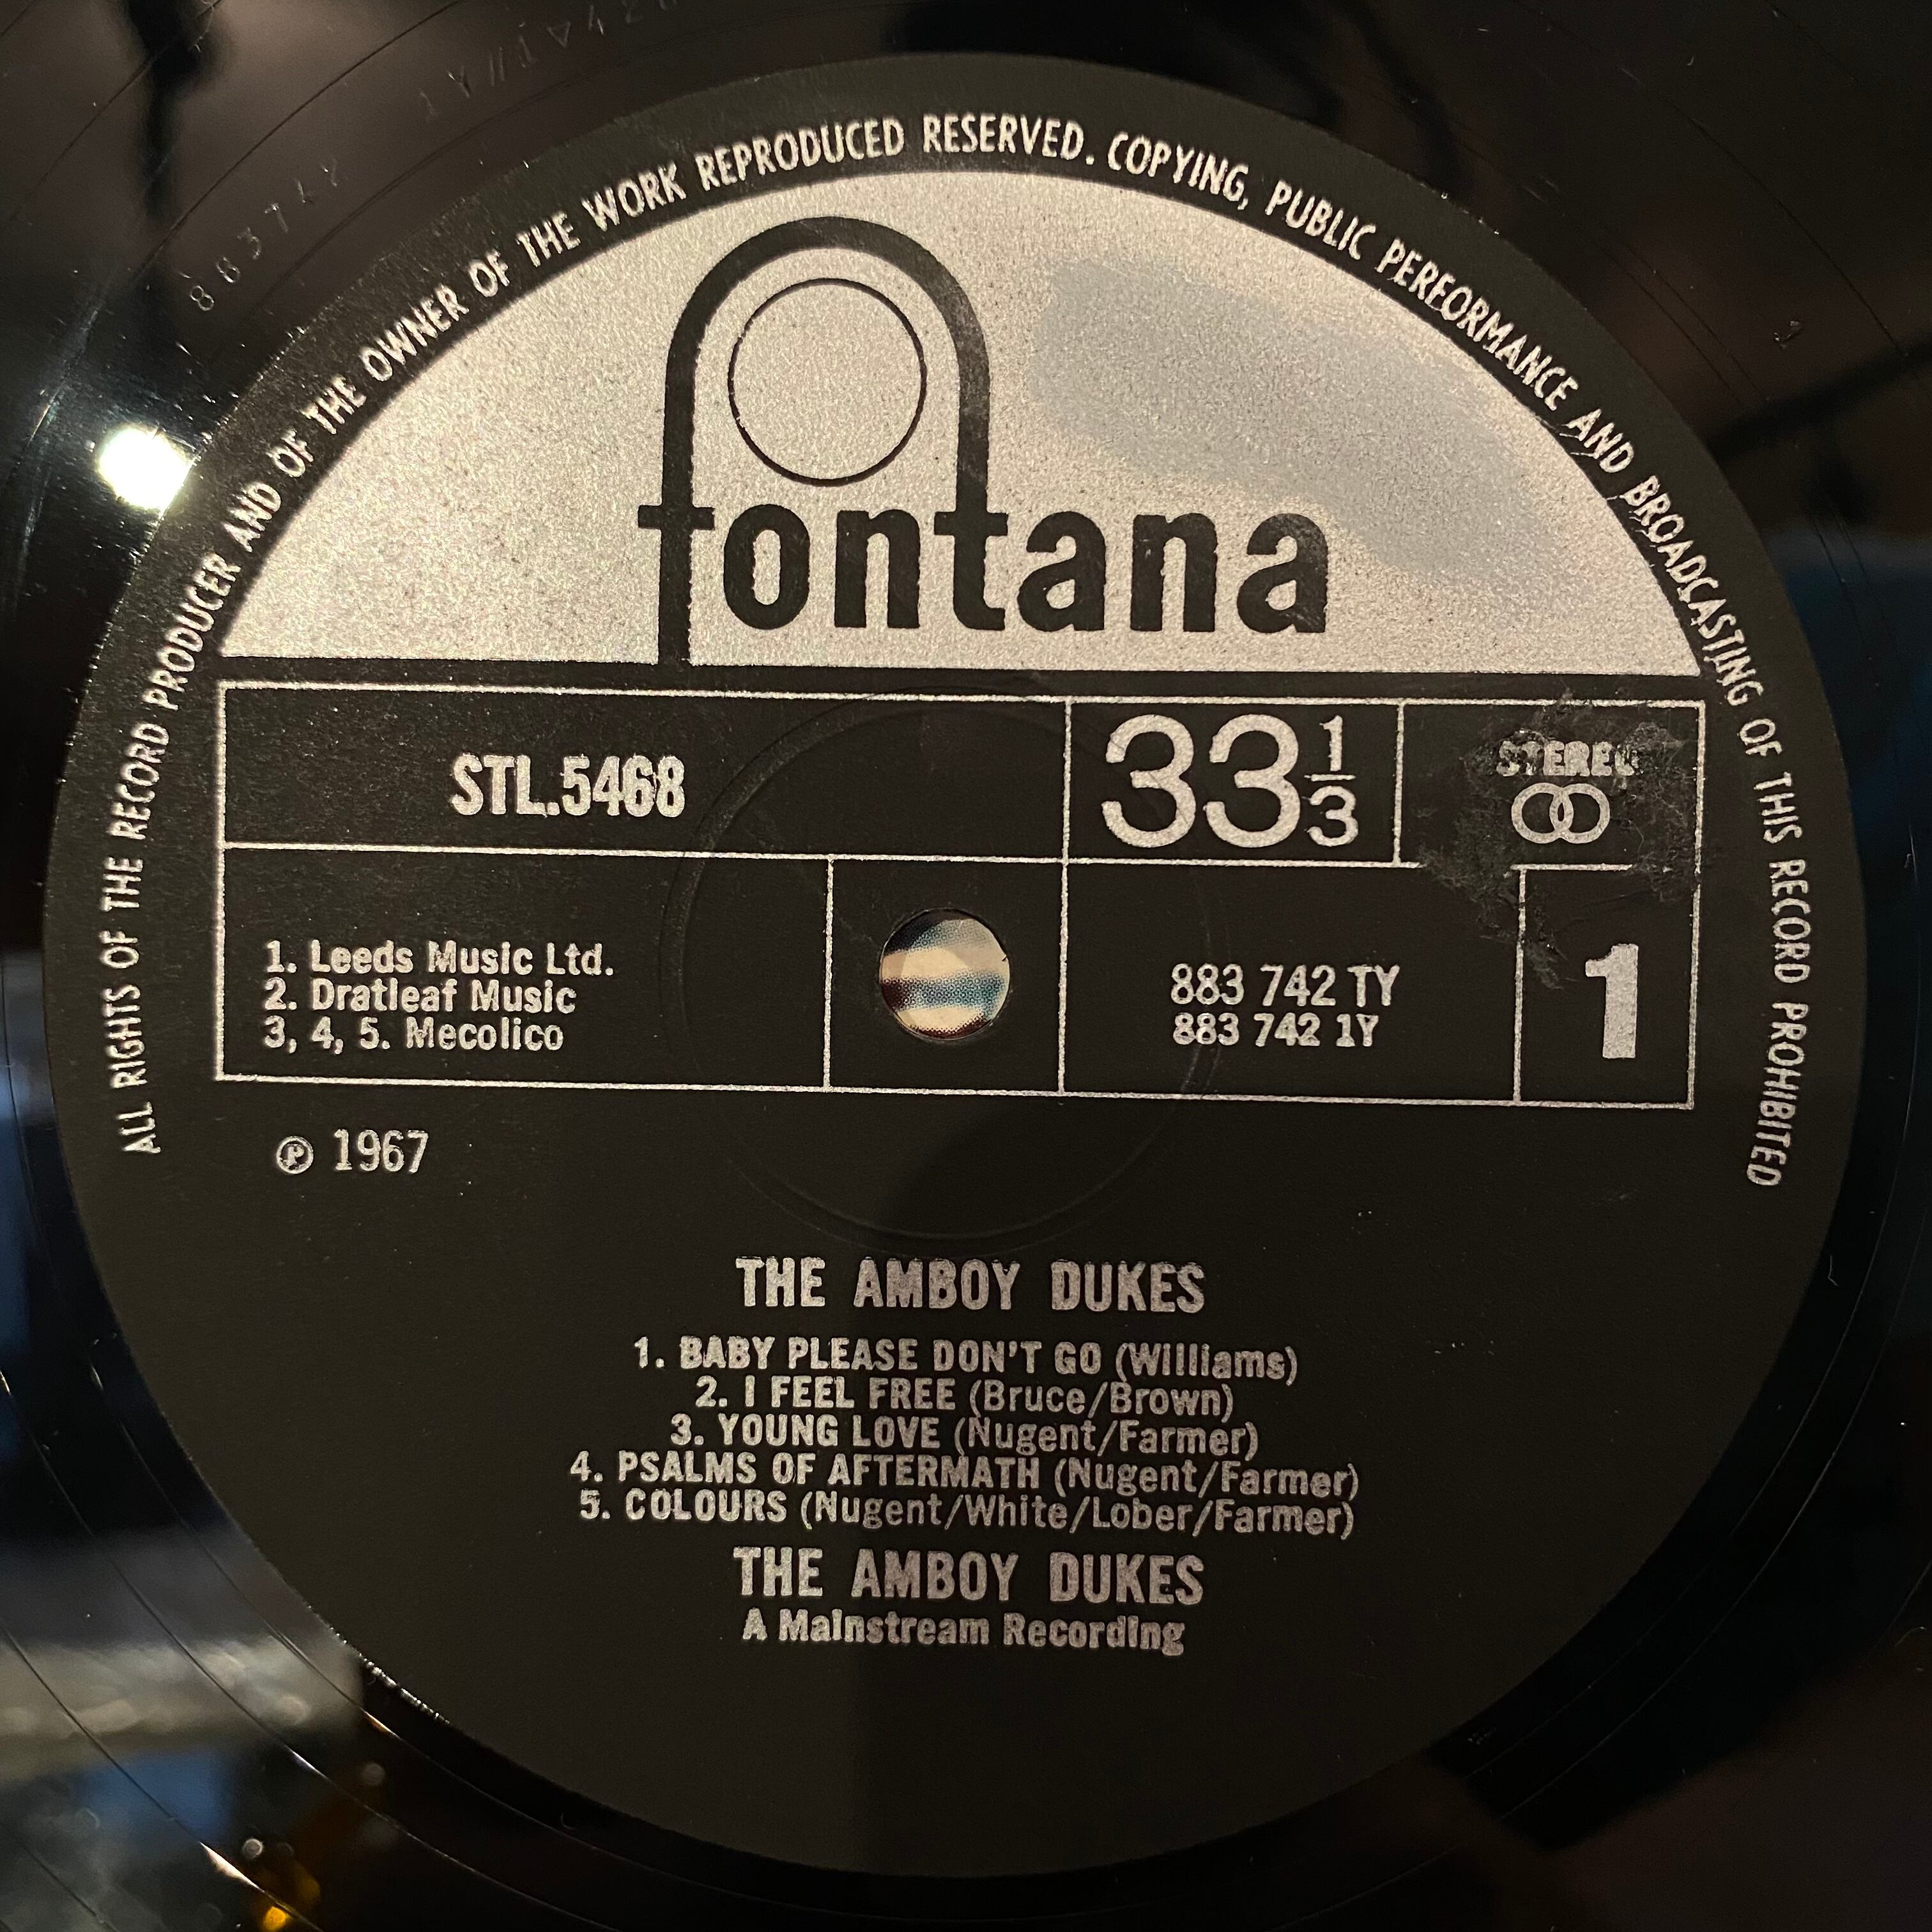 ALL RIGHTS OF THE RECORD PRODUCER AND OF THE OWNER OF THE WORK REPRODUCED RESERVED. COPYING, PUBLIC PERFORMANCE AND BROADCASTING OF THIS RECORD PROHIBITED
fontana
STL.5468
33 1/3
STEREO
1. Leeds Music Ltd.
2. Dratleaf Music
3, 4, 5. Mecolico
883 742 TY
883 742 1Y
1
℗ 1967
THE AMBOY DUKES
1. BABY PLEASE DON'T GO (Williams)
2. I FEEL FREE (Bruce/Brown)
3. YOUNG LOVE (Nugent/Farmer)
4. PSALMS OF AFTERMATH (Nugent/Farmer)
5. COLOURS (Nugent/White/Lober/Farmer)
THE AMBOY DUKES
A Mainstream Recording